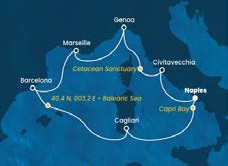 Genoa
Marseille
Cetacean Sanctuary
Civitavecchia
Barcelona
Naples
40.4 N, 003.2 E - Balearic Sea
Capri Bay
Cagliari